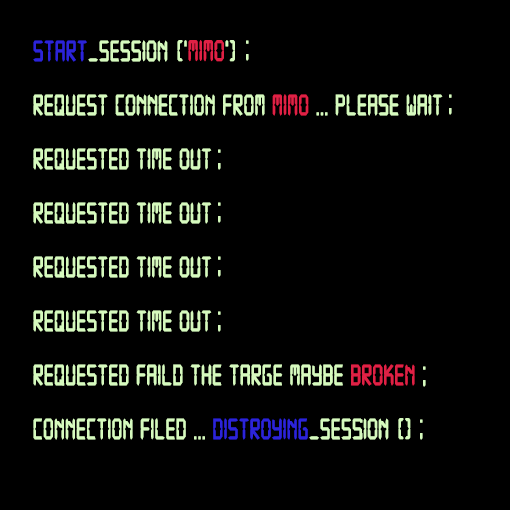 START_SESSION ('MIMO') ;
REQUEST CONNECTION FROM MIMO ... PLEASE WAIT ;
REQUESTED TIME OUT ;
REQUESTED TIME OUT ;
REQUESTED TIME OUT ;
REQUESTED TIME OUT ;
REQUESTED FAILD THE TARGE MAYBE BROKEN ;
CONNECTION FILED ... DISTROYING_SESSION () ;